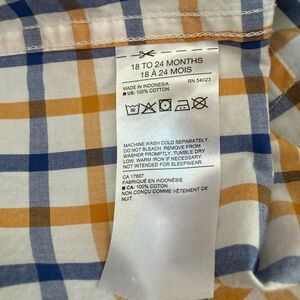 18 TO 24 MONTHS
18 À 24 MOIS
MADE IN INDONESIA RN 54023
US: 100% COTTON
MACHINE WASH COLD SEPARATELY.
DO NOT BLEACH. REMOVE FROM
WASHER PROMPTLY; TUMBLE DRY
LOW. WARM IRON IF NECESSARY.
NOT INTENDED FOR SLEEPWEAR.
CA 17897
FABRIQUÉ EN INDONÉSIE
CA: 100% COTON
NON CONÇU COMME VÊTEMENT DE
NUIT.